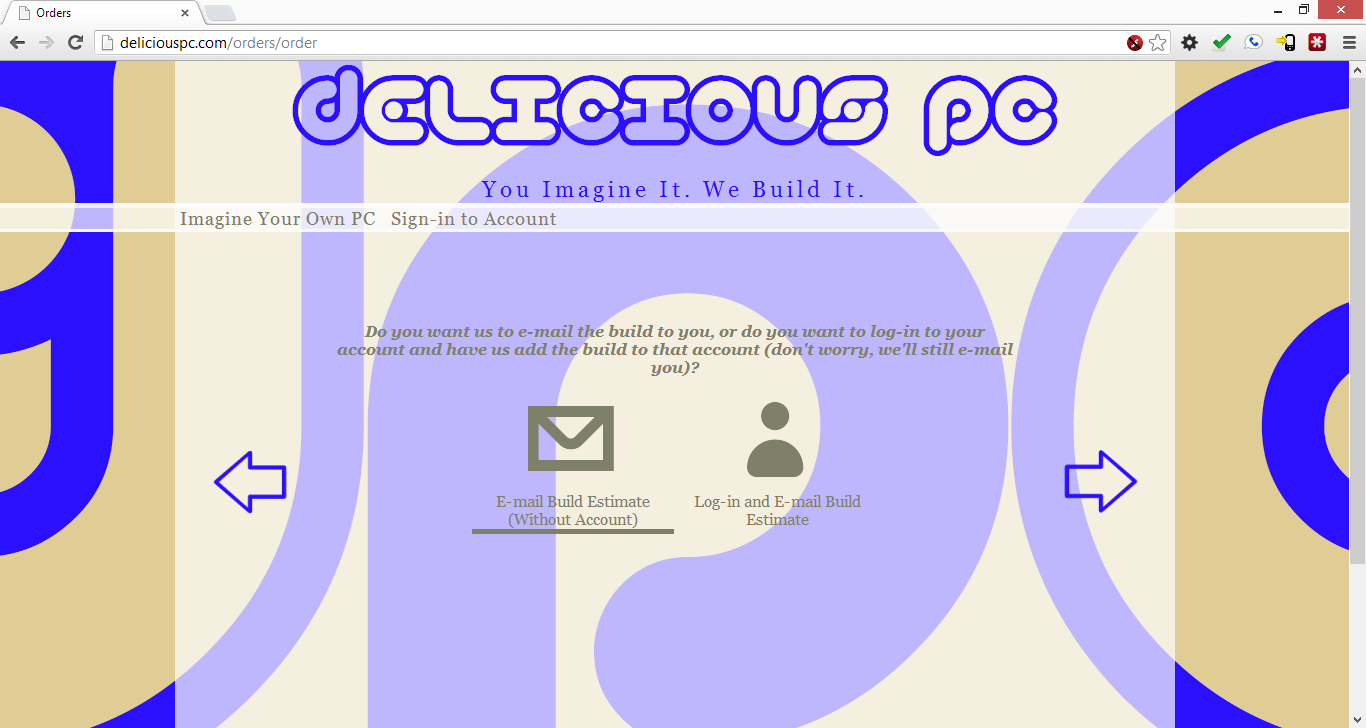 Orders
deliciouspc.com/orders/order
dELICIOUS PC
You Imagine It. We Build It.
Imagine Your Own PC Sign-in to Account
Do you want us to e-mail the build to you, or do you want to log-in to your
account and have us add the build to that account (don't worry, we'll still e-mail
you)?
E-mail Build Estimate
(Without Account)
Log-in and E-mail Build
Estimate